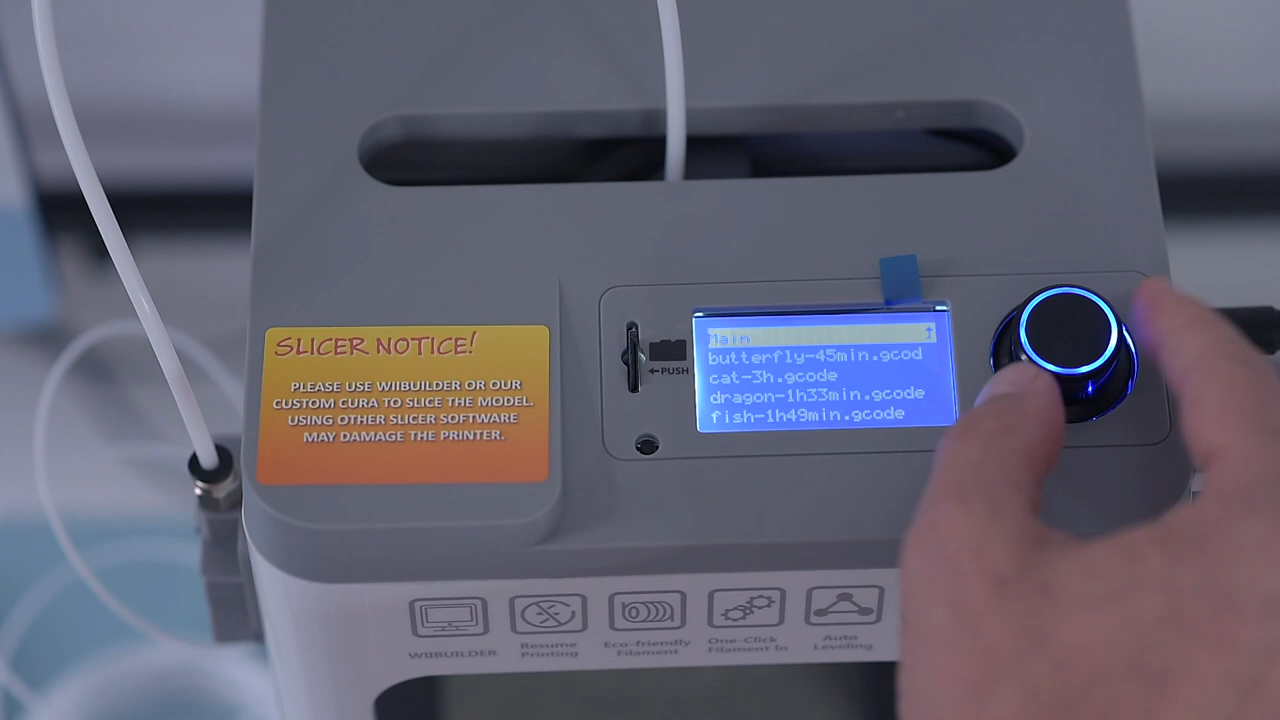 SLICER NOTICE!
PLEASE USE WIIBUILDER OR OUR
CUSTOM CURA TO SLICE THE MODEL.
USING OTHER SLICER SOFTWARE
MAY DAMAGE THE PRINTER.
←PUSH
Main
butterfly-45min.gcod
cat-3h.gcode
dragon-1h33min.gcode
fish-1h49min.gcode
WIIBUILDER
Resume
Printing
Eco-friendly
Filament
One-Click
Filament In
Auto
Leveling